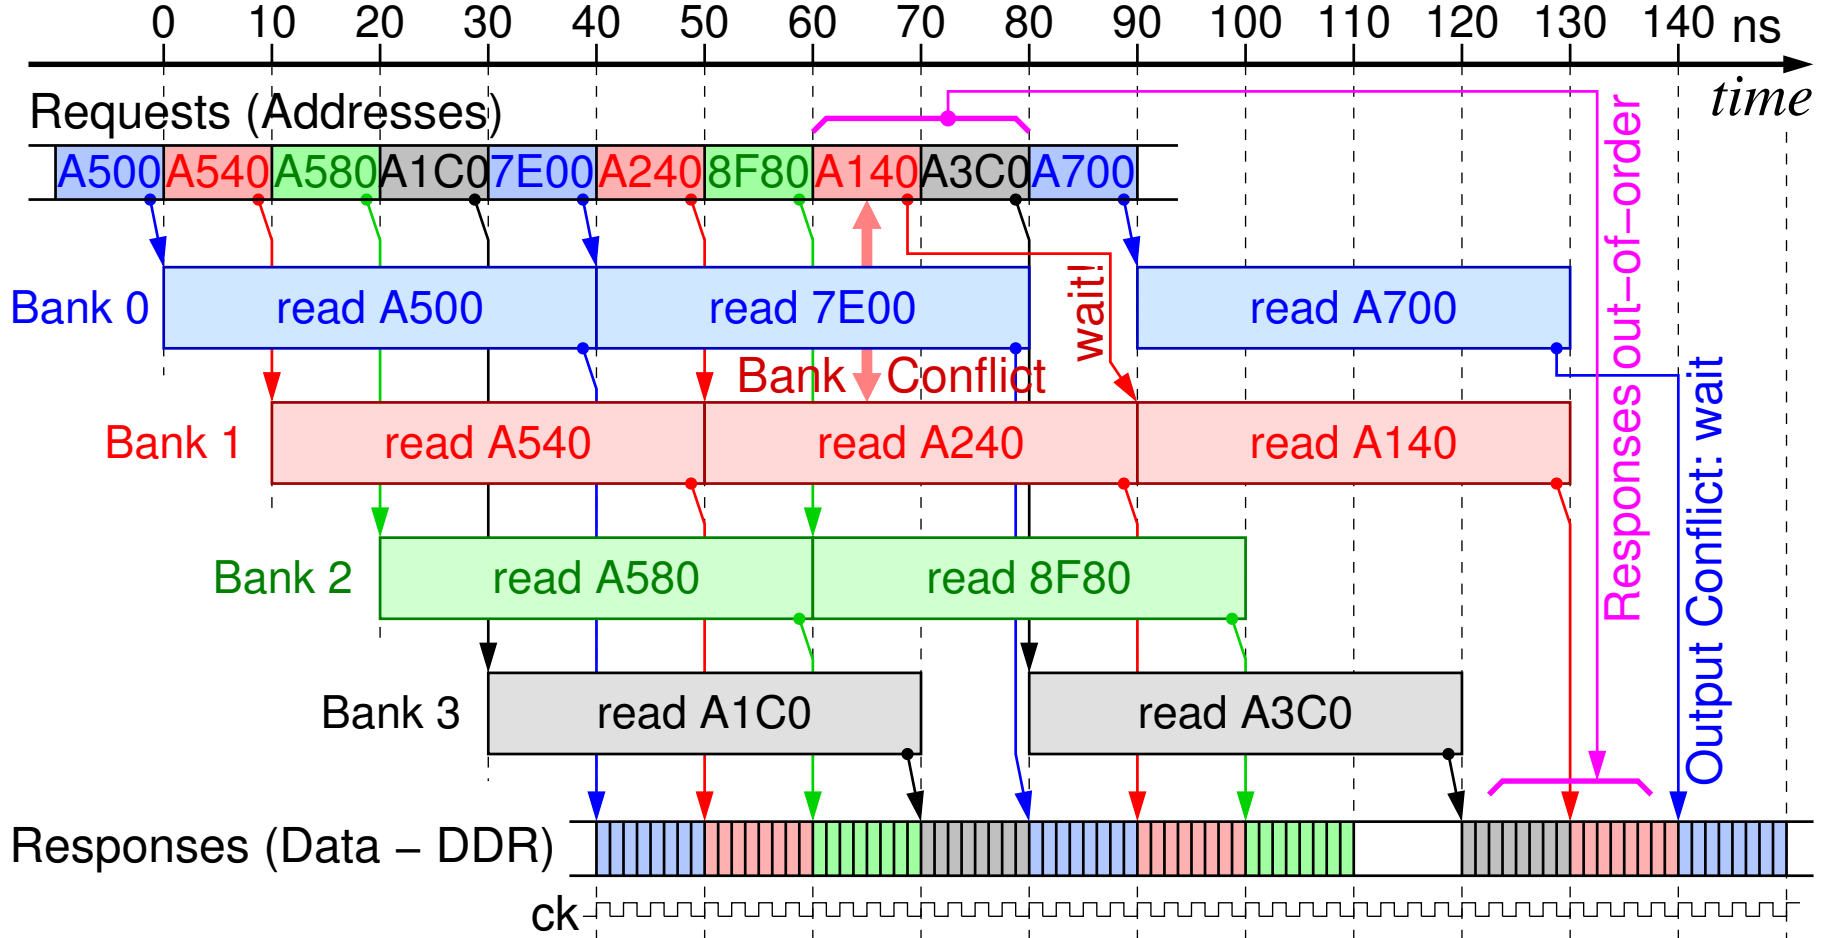 0 10 20 30 40 50 60 70 80 90 100 110 120 130 140 ns
time
Requests (Addresses)
A500 A540 A580 A1C0 7E00 A240 8F80 A140 A3C0 A700
Bank 0 read A500 read 7E00 read A700
wait!
Bank Conflict
Bank 1 read A540 read A240 read A140
Bank 2 read A580 read 8F80
Bank 3 read A1C0 read A3C0
Responses out−of−order
Output Conflict: wait
Responses (Data − DDR)
ck